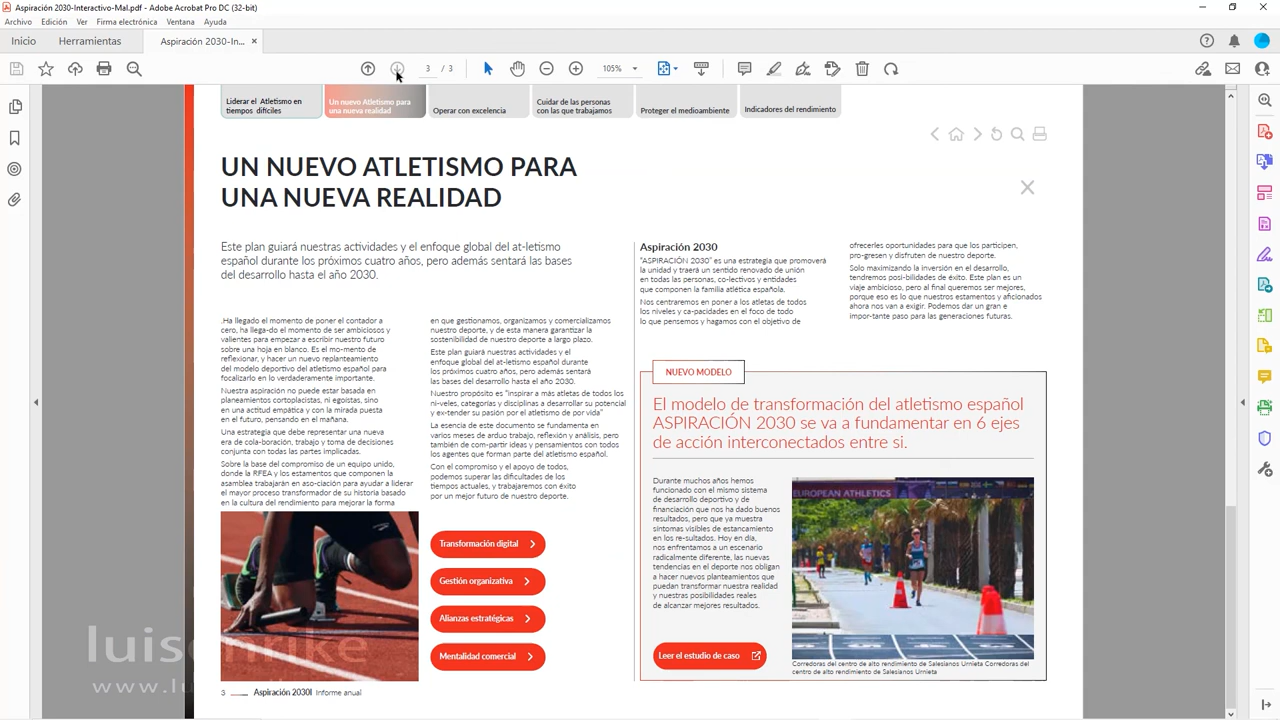 Aspiración 2030-Interactivo-Mal.pdf - Adobe Acrobat Pro DC (32-bit)
Archivo Edición Ver Firma electrónica Ventana Ayuda
Inicio Herramientas Aspiración 2030-In...
3 / 3 105%
Liderar el Atletismo en
tiempos difíciles
Un nuevo Atletismo para
una nueva realidad
Operar con excelencia
Cuidar de las personas
con las que trabajamos
Proteger el medioambiente
Indicadores del rendimiento
UN NUEVO ATLETISMO PARA
UNA NUEVA REALIDAD
Este plan guiará nuestras actividades y el enfoque global del at-letismo
español durante los próximos cuatro años, pero además sentará las bases
del desarrollo hasta el año 2030.
.Ha llegado el momento de poner el contador a
cero, ha llega-do el momento de ser ambiciosos y
valientes para empezar a escribir nuestro futuro
sobre una hoja en blanco. Es el mo-mento de
reflexionar, y hacer un nuevo replanteamiento
del modelo deportivo del atletismo español para
focalizarlo en lo verdaderamente importante.
Nuestra aspiración no puede estar basada en
planeamientos cortoplacistas, ni egoistas, sino
en una actitud empática y con la mirada puesta
en el futuro, pensando en el mañana.
Una estrategia que debe representar una nueva
era de cola-boración, trabajo y toma de decisiones
conjunta con todas las partes implicadas.
Sobre la base del compromiso de un equipo unido,
donde la RFEA y los estamentos que componen la
asamblea trabajarán en aso-ciación para ayudar a liderar
el mayor proceso transformador de su historia basado
en la cultura del rendimiento para mejorar la forma
en que gestionamos, organizamos y comercializamos
nuestro deporte, y de esta manera garantizar la
sostenibilidad de nuestro deporte a largo plazo.
Este plan guiará nuestras actividades y el
enfoque global del at-letismo español durante
los próximos cuatro años, pero además sentará
las bases del desarrollo hasta el año 2030.
Nuestro propósito es "inspirar a más atletas de todos los
ni-veles, categorías y disciplinas a desarrollar su potencial
y ex-tender su pasión por el atletismo de por vida"
La esencia de este documento se fundamenta en
varios meses de arduo trabajo, reflexión y análisis, pero
también de com-partir ideas y pensamientos con todos
los agentes que forman parte del atletismo español.
Con el compromiso y el apoyo de todos,
podemos superar las dificultades de los
tiempos actuales, y trabajaremos con éxito
por un mejor futuro de nuestro deporte.
Transformación digital
Gestión organizativa
Alianzas estratégicas
Mentalidad comercial
Aspiración 2030
"ASPIRACIÓN 2030" es una estrategia que promoverá
la unidad y traerá un sentido renovado de unión
en todas las personas, co-lectivos y entidades
que componen la familia atlética española.
Nos centraremos en poner a los atletas de todos
los niveles y ca-pacidades en el foco de todo
lo que pensemos y hagamos con el objetivo de
ofrecerles oportunidades para que los participen,
pro-gresen y disfruten de nuestro deporte.
Solo maximizando la inversión en el desarrollo,
tendremos posi-bilidades de éxito. Este plan es un
viaje ambicioso, pero al final queremos ser mejores,
porque eso es lo que nuestros estamentos y aficionados
ahora nos van a exigir. Podemos dar un gran e
impor-tante paso para las generaciones futuras.
NUEVO MODELO
El modelo de transformación del atletismo español
ASPIRACIÓN 2030 se va a fundamentar en 6 ejes
de acción interconectados entre si.
Durante muchos años hemos
funcionado con el mismo sistema
de desarrollo deportivo y de
financiación que nos ha dado buenos
resultados, pero que ya muestra
síntomas visibles de estancamiento
en los re-sultados. Hoy en día,
nos enfrentamos a un escenario
radicalmente diferente, las nuevas
tendencias en el deporte nos obligan
a hacer nuevos planteamientos que
puedan transformar nuestra realidad
y nuestras posibilidades reales
de alcanzar mejores resultados.
Leer el estudio de caso
EUROPEAN ATHLETICS
Corredoras del centro de alto rendimiento de Salesianos Urnieta Corredoras del
centro de alto rendimiento de Salesianos Urnieta
3 Aspiración 2030I Informe anual
luisenrike
www.lu